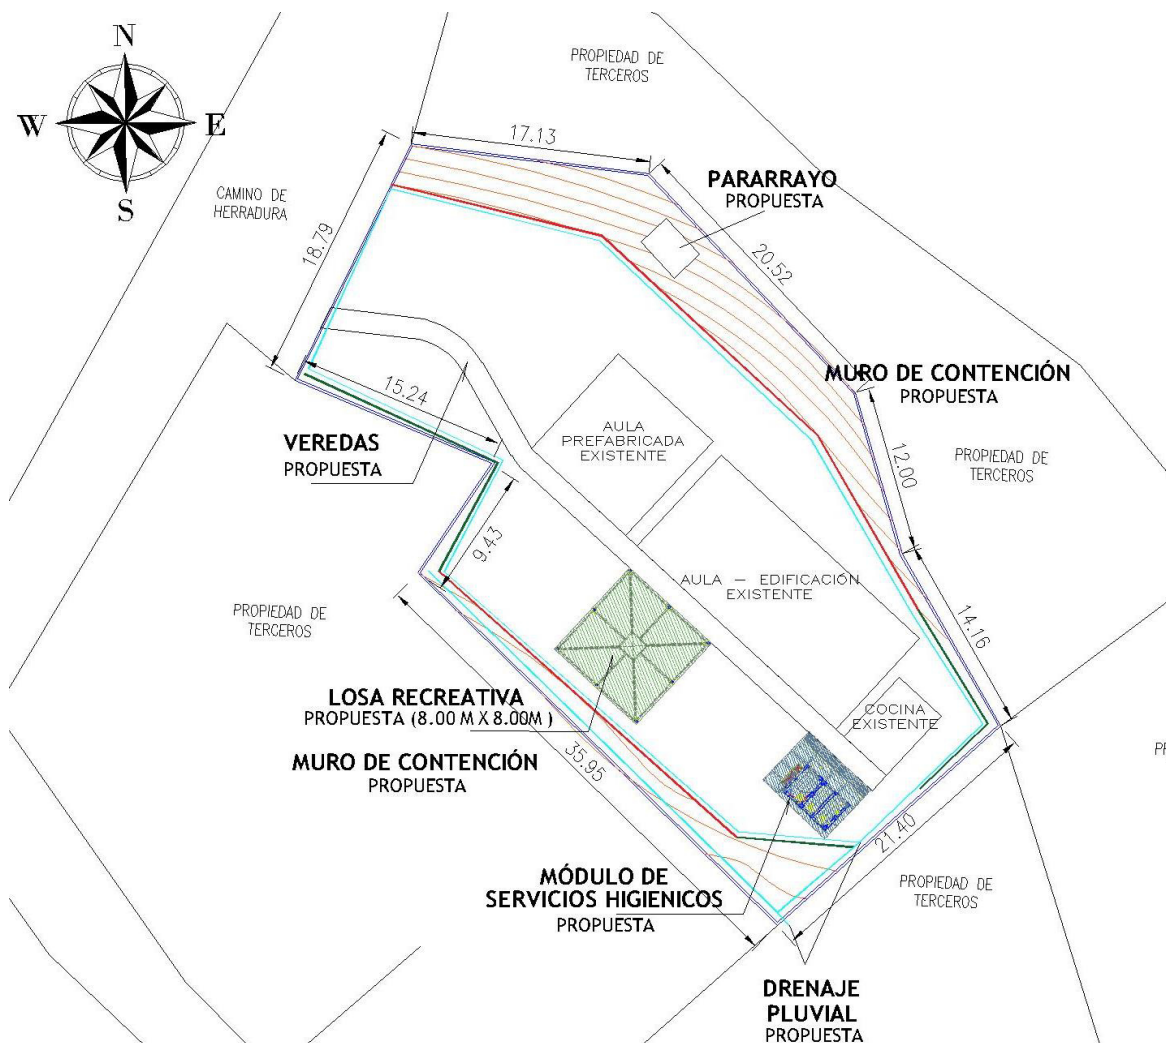 N
W
E
S
PROPIEDAD DE
TERCEROS
17.13
PARARRAYO
PROPUESTA
CAMINO DE
HERRADURA
18.79
20.52
MURO DE CONTENCIÓN
PROPUESTA
15.24
VEREDAS
PROPUESTA
AULA
PREFABRICADA
EXISTENTE
12.00
PROPIEDAD DE
TERCEROS
9.43
AULA – EDIFICACIÓN
EXISTENTE
PROPIEDAD DE
TERCEROS
14.16
LOSA RECREATIVA
PROPUESTA (8.00 M X 8.00M )
COCINA
EXISTENTE
MURO DE CONTENCIÓN
PROPUESTA
35.95
21.40
MÓDULO DE
SERVICIOS HIGIENICOS
PROPUESTA
PROPIEDAD DE
TERCEROS
DRENAJE
PLUVIAL
PROPUESTA